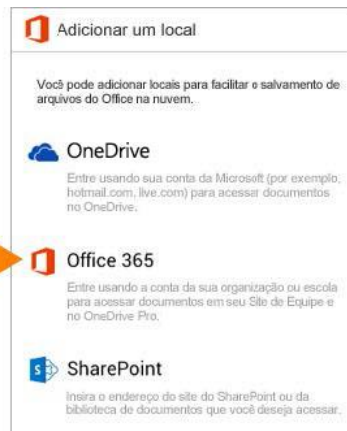 Adicionar um local
Você pode adicionar locais para facilitar o salvamento de
arquivos do Office na nuvem.
OneDrive
Entre usando sua conta da Microsoft (por exemplo,
hotmail.com, live.com) para acessar documentos
no OneDrive.
Office 365
Entre usando a conta da sua organização ou escola
para acessar documentos em seu Site de Equipe e
no OneDrive Pro.
SharePoint
Insira o endereço do site do SharePoint ou da
biblioteca de documentos que você deseja acessar.